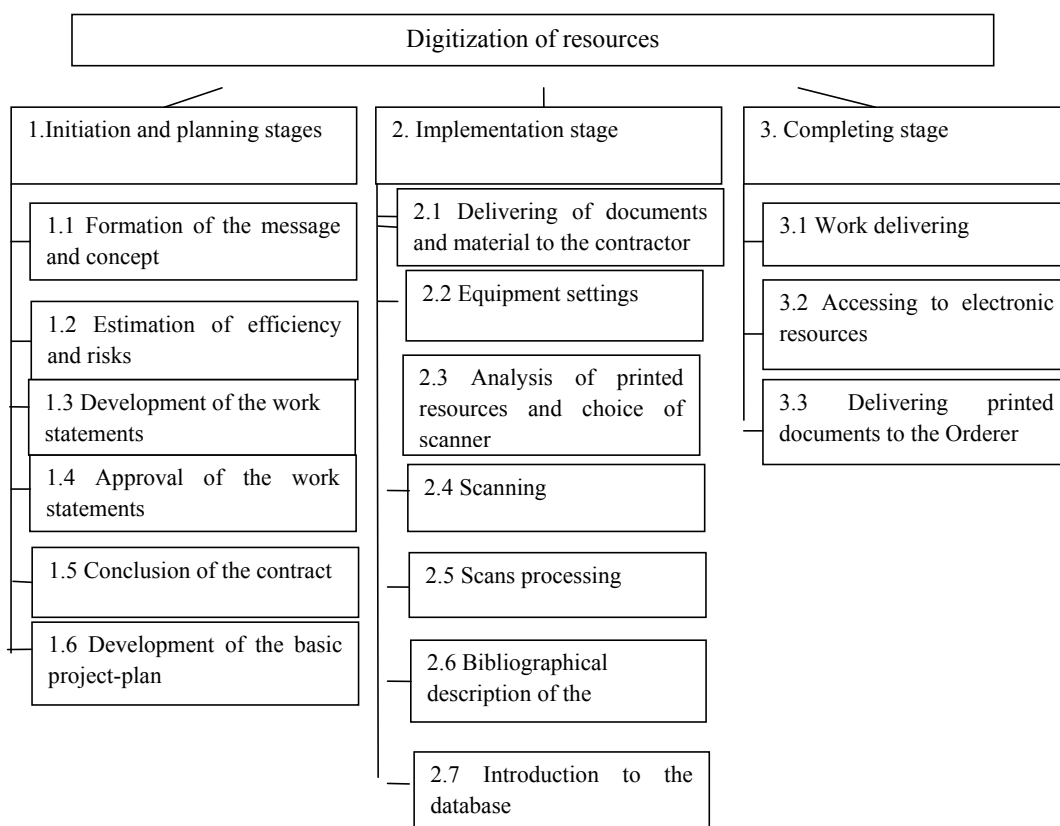 Digitization of resources
1.Initiation and planning stages
1.1 Formation of the message
and concept
1.2 Estimation of efficiency
and risks
1.3 Development of the work
statements
1.4 Approval of the work
statements
1.5 Conclusion of the contract
1.6 Development of the basic
project-plan
2. Implementation stage
2.1 Delivering of documents
and material to the contractor
2.2 Equipment settings
2.3 Analysis of printed
resources and choice of
scanner
2.4 Scanning
2.5 Scans processing
2.6 Bibliographical
description of the
2.7 Introduction to the
database
3. Completing stage
3.1 Work delivering
3.2 Accessing to electronic
resources
3.3 Delivering printed
documents to the Orderer